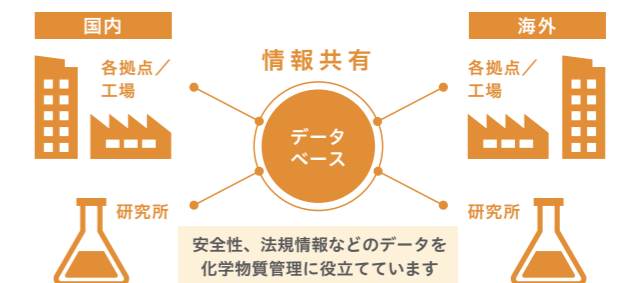 国内
各拠点／
工場
研究所
情報共有
データ
ベース
海外
各拠点／
工場
研究所
安全性、法規情報などのデータを
化学物質管理に役立てています